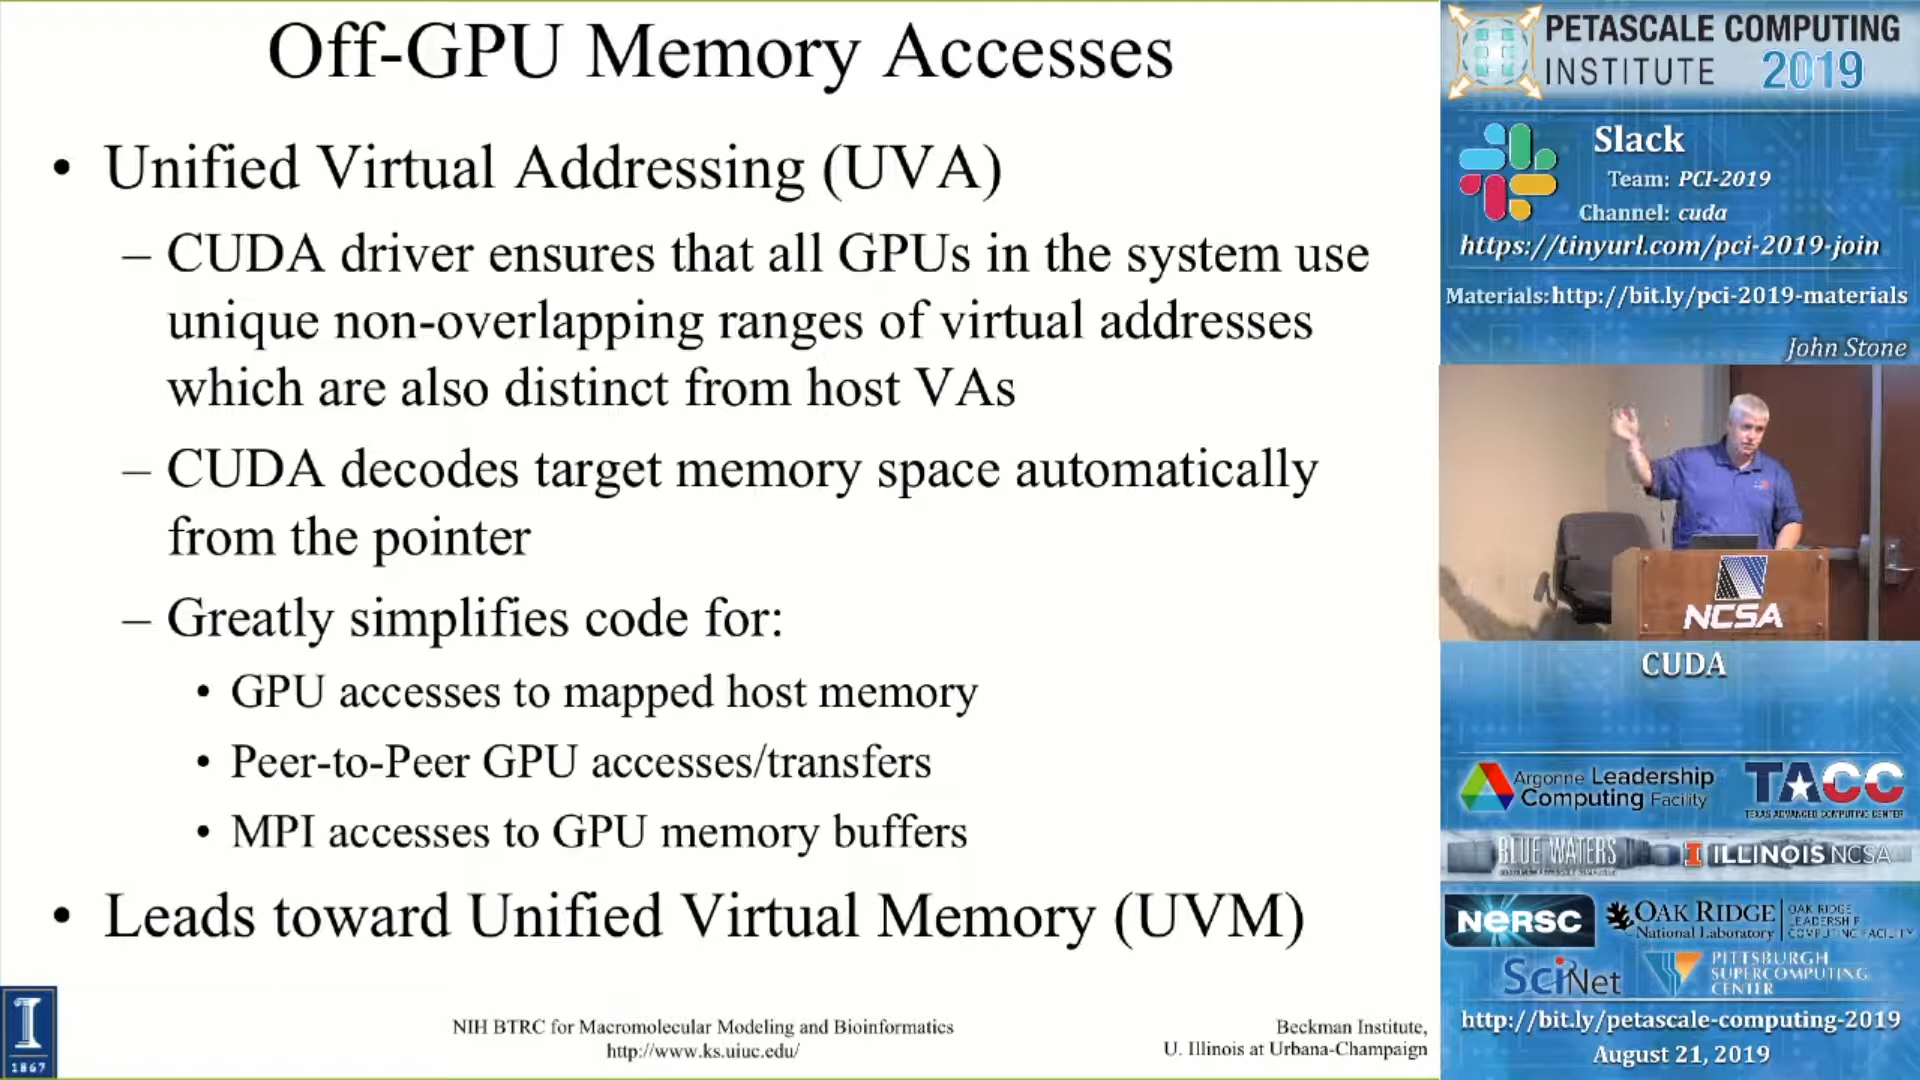 Off-GPU Memory Accesses
• Unified Virtual Addressing (UVA)
– CUDA driver ensures that all GPUs in the system use
unique non-overlapping ranges of virtual addresses
which are also distinct from host VAs
– CUDA decodes target memory space automatically
from the pointer
– Greatly simplifies code for:
• GPU accesses to mapped host memory
• Peer-to-Peer GPU accesses/transfers
• MPI accesses to GPU memory buffers
• Leads toward Unified Virtual Memory (UVM)
I
1867
NIH BTRC for Macromolecular Modeling and Bioinformatics
http://www.ks.uiuc.edu/
Beckman Institute,
U. Illinois at Urbana-Champaign
PETASCALE COMPUTING
INSTITUTE 2019
Slack
Team: PCI-2019
Channel: cuda
https://tinyurl.com/pci-2019-join
Materials:http://bit.ly/pci-2019-materials
John Stone
NCSA
CUDA
Argonne Leadership
Computing Facility
TACC
TEXAS ADVANCED COMPUTING CENTER
BLUE WATERS
I ILLINOIS NCSA
NERSC
OAK RIDGE
National Laboratory
OAK RIDGE
LEADERSHIP
COMPUTING FACILITY
SciNet
PITTSBURGH
SUPERCOMPUTING
CENTER
http://bit.ly/petascale-computing-2019
August 21, 2019